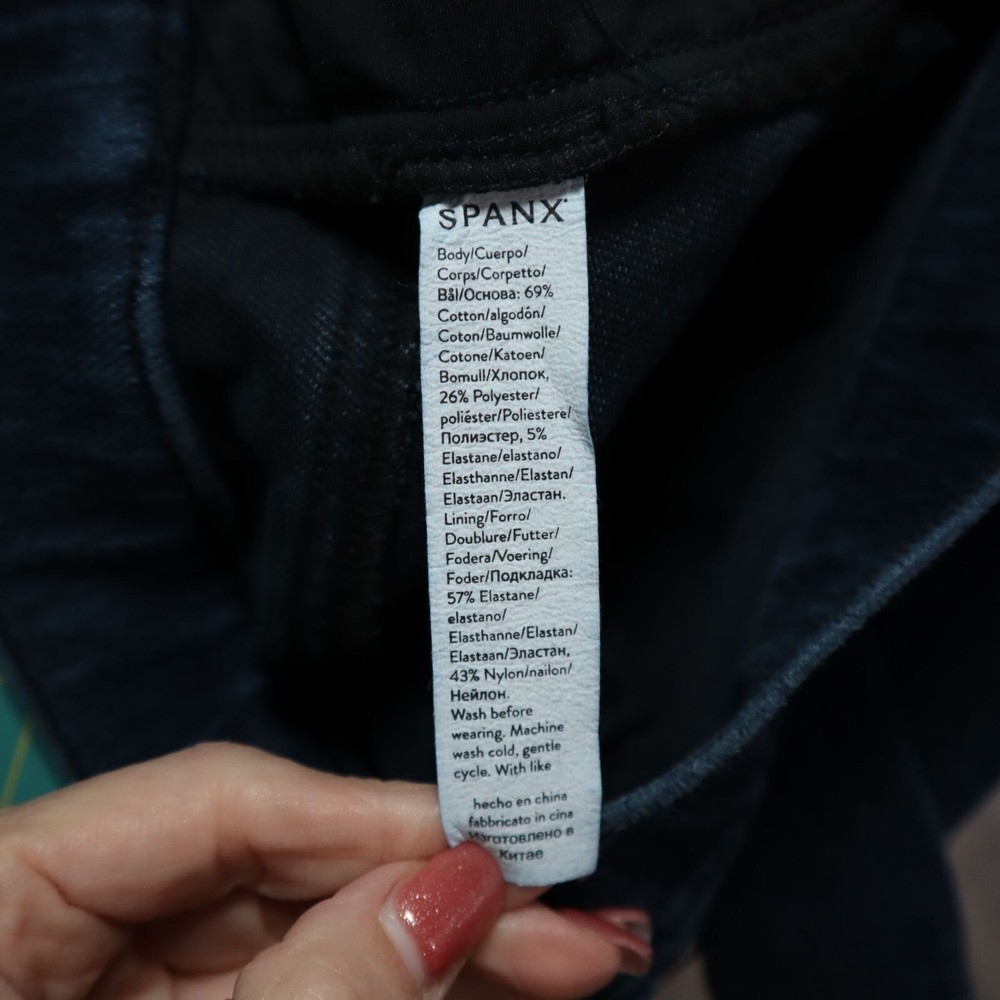 SPANX
Body/Cuerpo/
Corps/Corpetto/
Bål/Основа: 69%
Cotton/algodón/
Coton/Baumwolle/
Cotone/Katoen/
Bomull/Хлопок,
26% Polyester/
poliéster/Poliestere/
Полиэстер, 5%
Elastane/elastano/
Elasthanne/Elastan/
Elastaan/Эластан.
Lining/Forro/
Doublure/Futter/
Fodera/Voering/
Foder/Подкладка:
57% Elastane/
elastano/
Elasthanne/Elastan/
Elastaan/Эластан,
43% Nylon/nailon/
Нейлон.
Wash before
wearing. Machine
wash cold, gentle
cycle. With like
hecho en china
fabbricato in cina
Изготовлено в
Китае